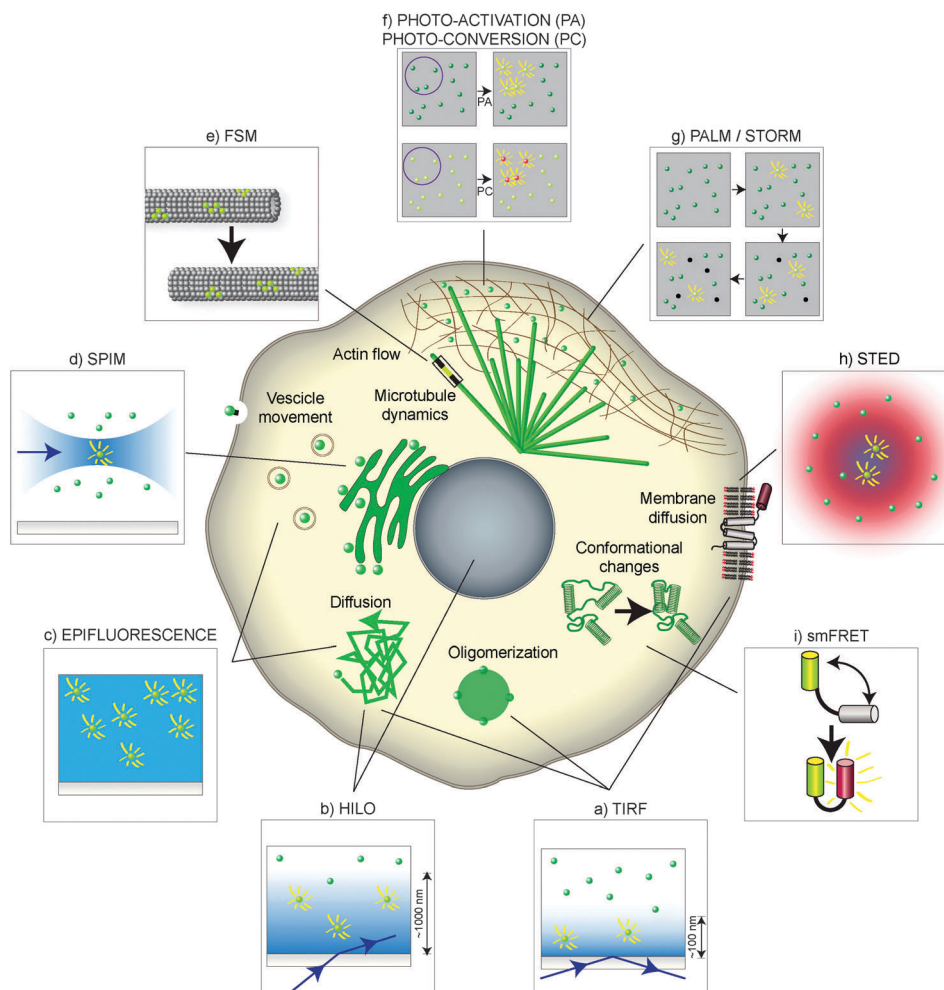 f) PHOTO-ACTIVATION (PA)
PHOTO-CONVERSION (PC)
PA
PC
e) FSM
g) PALM / STORM
d) SPIM
h) STED
Actin flow
Vescicle
movement
Microtubule
dynamics
Membrane
diffusion
Conformational
changes
Diffusion
Oligomerization
c) EPIFLUORESCENCE
i) smFRET
b) HILO
~1000 nm
a) TIRF
~100 nm